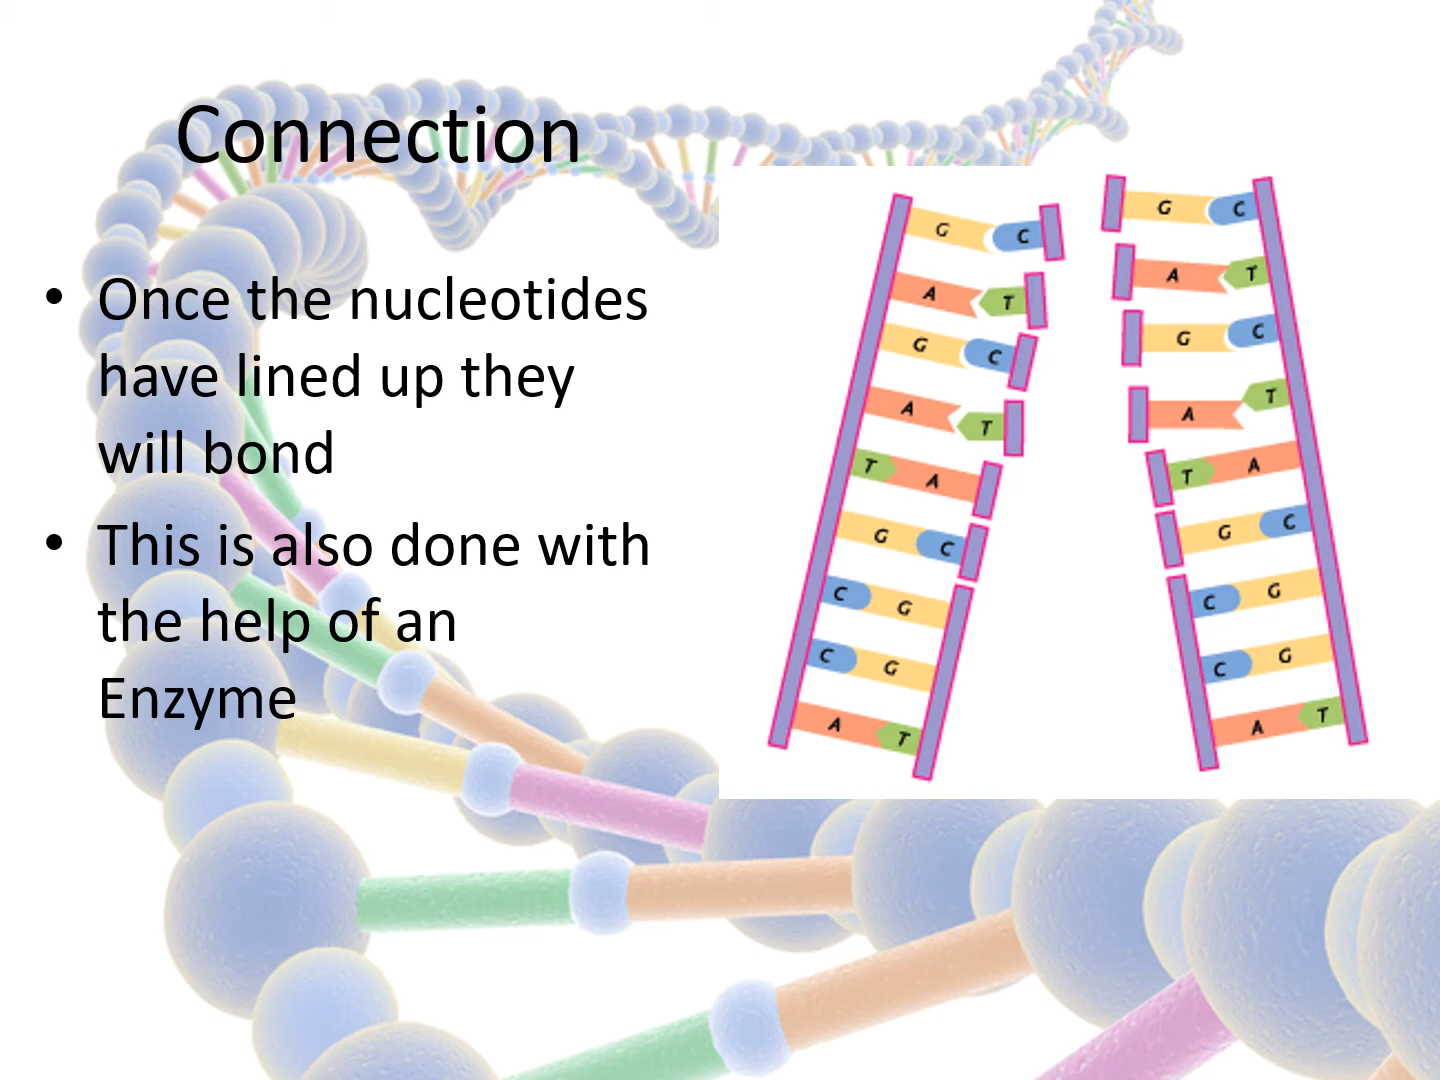 Connection
• Once the nucleotides
have lined up they
will bond
• This is also done with
the help of an
Enzyme
G C G C
A T A T
G C G C
A T A T
T A T A
G C G C
C G C G
C G C G
A T A T